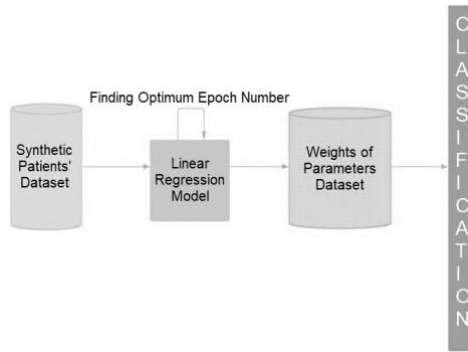 Finding Optimum Epoch Number
Synthetic
Patients'
Dataset
Linear
Regression
Model
Weights of
Parameters
Dataset
C
L
A
S
S
I
F
I
C
A
T
I
O
N